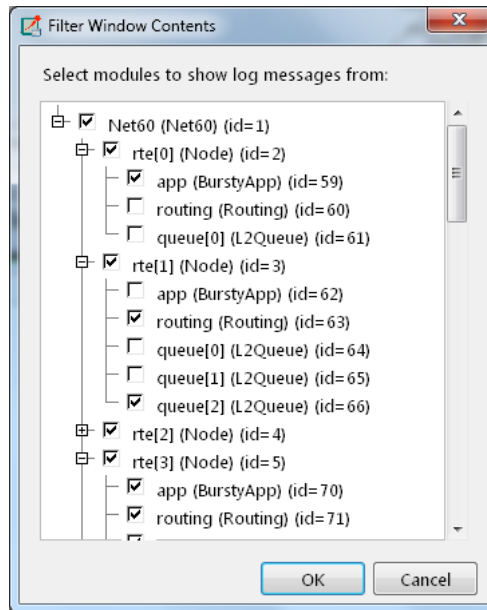 Filter Window Contents
Select modules to show log messages from:
Net60 (Net60) (id=1)
rte[0] (Node) (id=2)
app (BurstyApp) (id=59)
routing (Routing) (id=60)
queue[0] (L2Queue) (id=61)
rte[1] (Node) (id=3)
app (BurstyApp) (id=62)
routing (Routing) (id=63)
queue[0] (L2Queue) (id=64)
queue[1] (L2Queue) (id=65)
queue[2] (L2Queue) (id=66)
rte[2] (Node) (id=4)
rte[3] (Node) (id=5)
app (BurstyApp) (id=70)
routing (Routing) (id=71)
OK Cancel